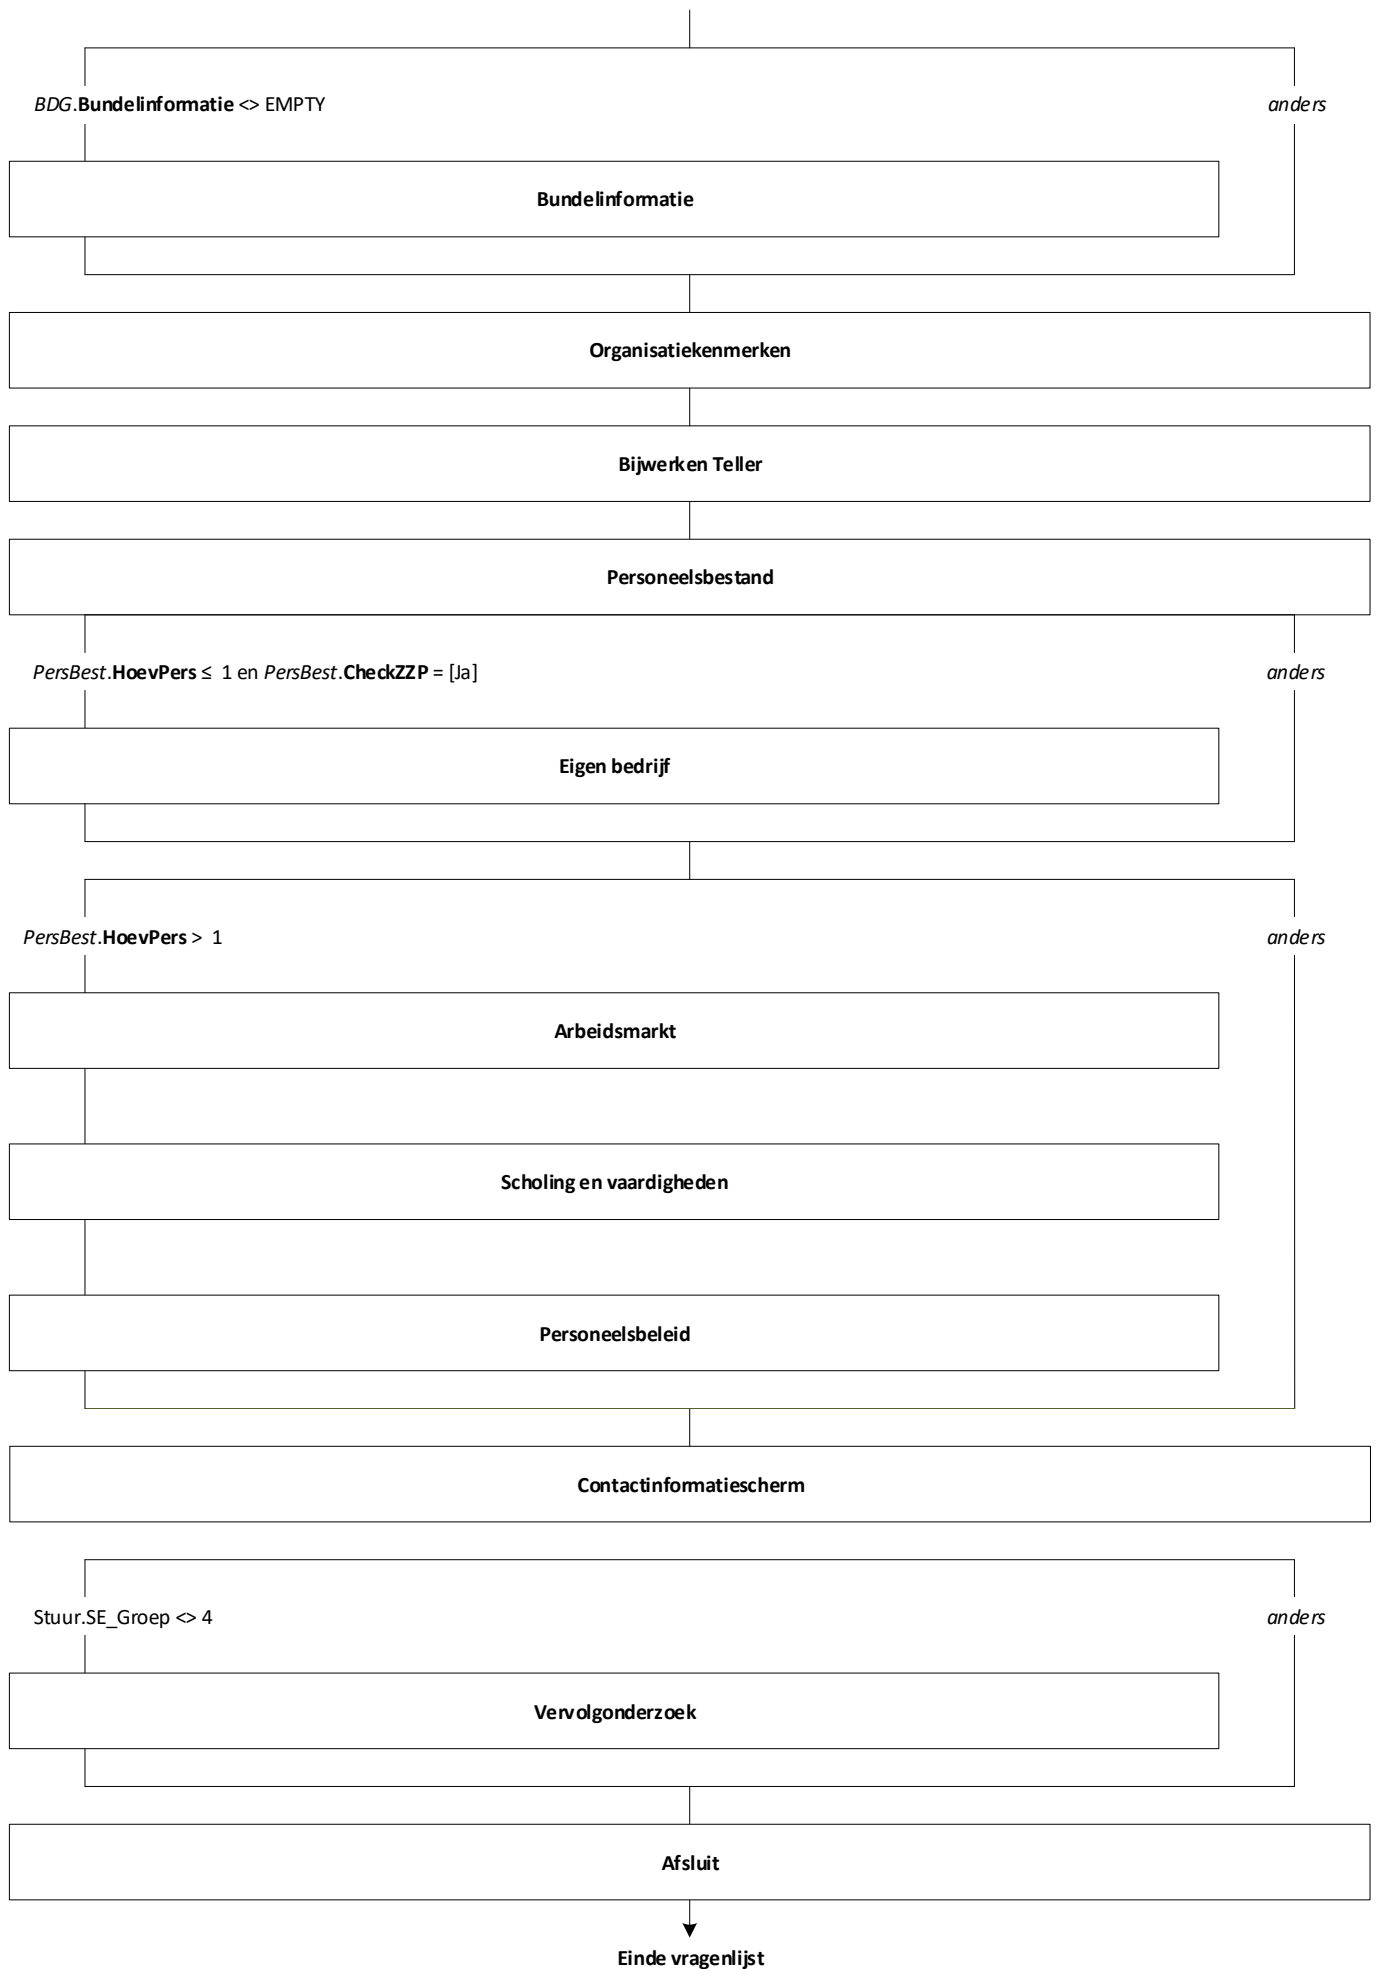 BDG.Bundelinformatie <> EMPTY anders
Bundelinformatie
Organisatiekenmerken
Bijwerken Teller
Personeelsbestand
PersBest.HoevPers ≤ 1 en PersBest.CheckZZP = [Ja] anders
Eigen bedrijf
PersBest.HoevPers > 1 anders
Arbeidsmarkt
Scholing en vaardigheden
Personeelsbeleid
Contactinformatiescherm
Stuur.SE_Groep <> 4 anders
Vervolgonderzoek
Afsluit
Einde vragenlijst